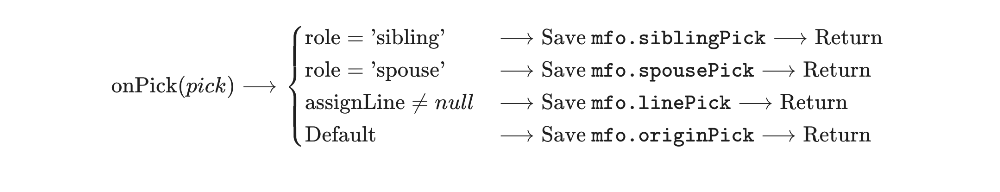 role = ’sibling’ ⟶ Save mfo.siblingPick ⟶ Return
role = ’spouse’ ⟶ Save mfo.spousePick ⟶ Return
onPick(pick) ⟶
assignLine ≠ null ⟶ Save mfo.linePick ⟶ Return
Default ⟶ Save mfo.originPick ⟶ Return